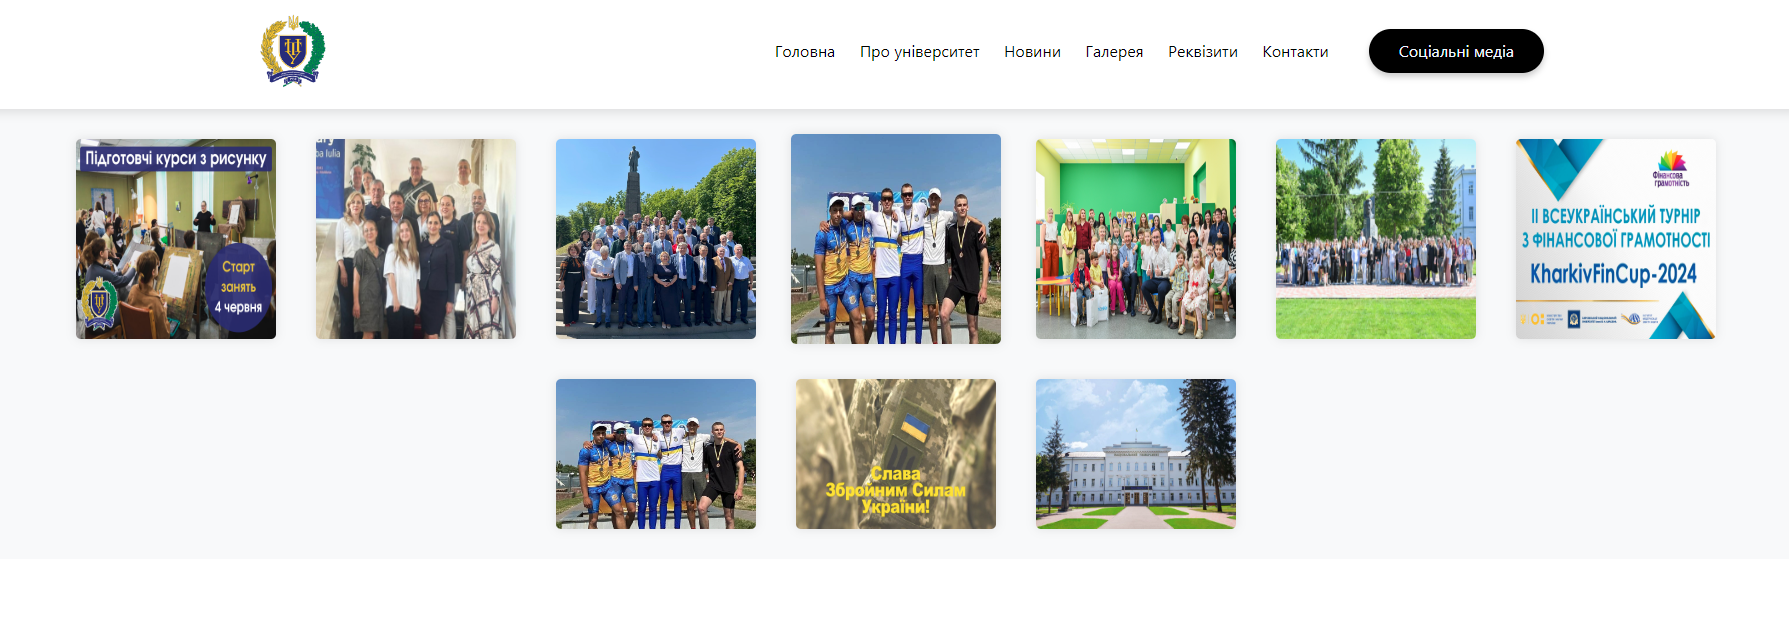 Головна Про університет Новини Галерея Реквізити Контакти Соціальні медіа
Підготовчі курси з рисунку
Старт
занять
4 червня
Фінансова
грамотність
ІІ ВСЕУКРАЇНСЬКИЙ ТУРНІР
З ФІНАНСОВОЇ ГРАМОТНОСТІ
KharkivFinCup-2024
Слава
Збройним Силам
України!